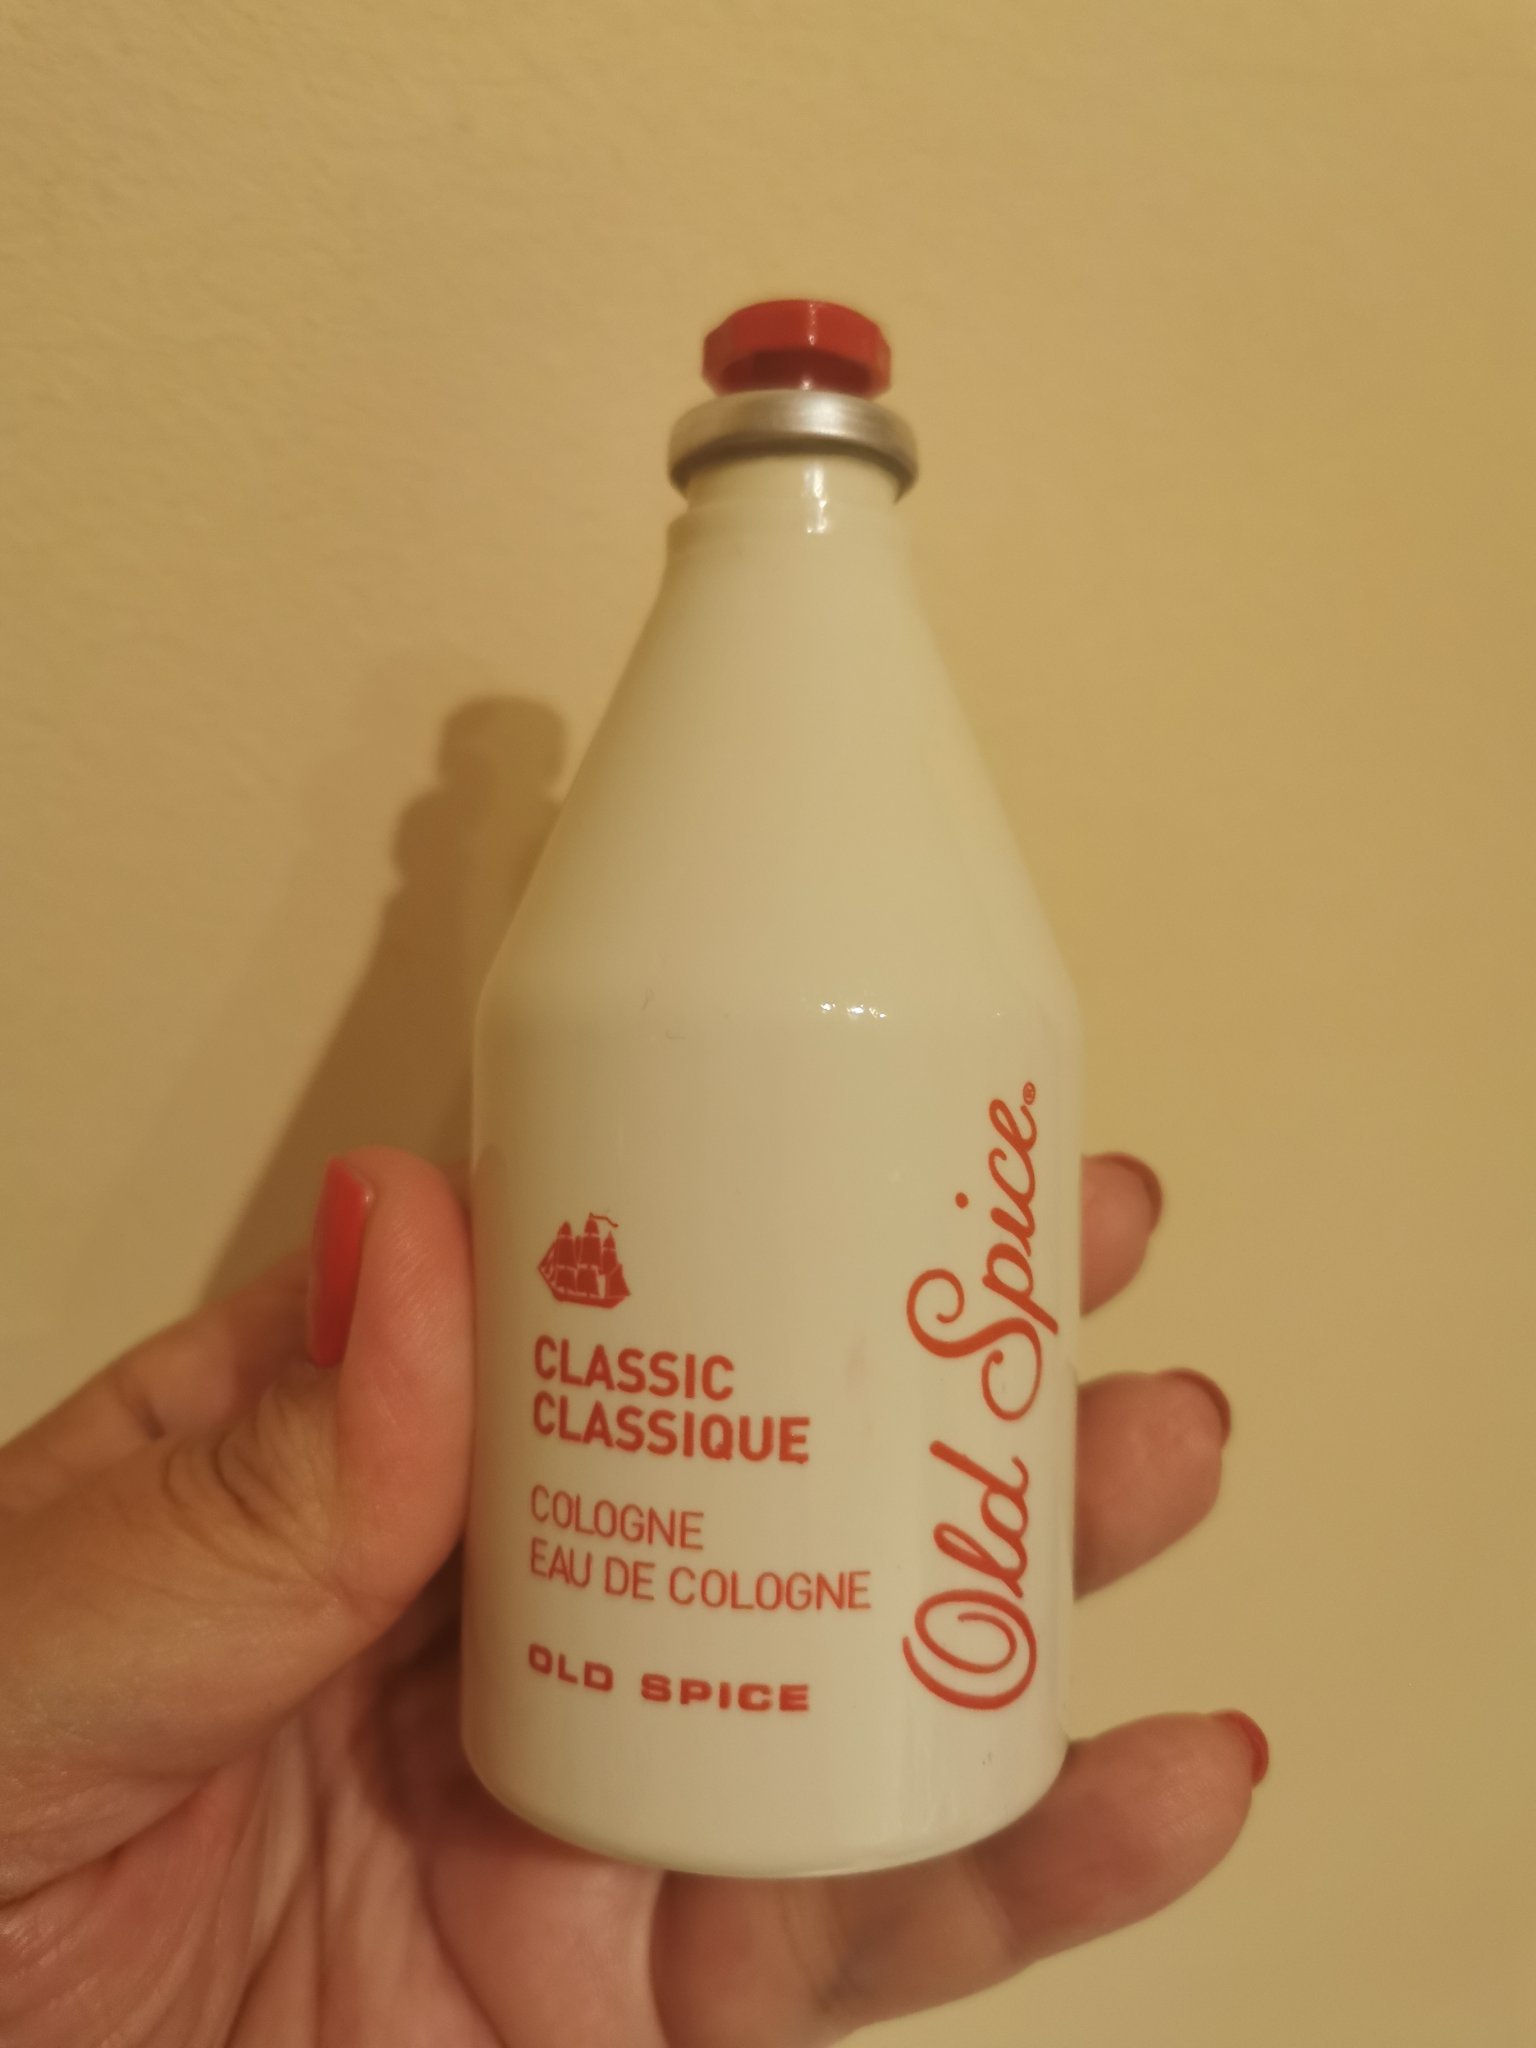 CLASSIC
CLASSIQUE
COLOGNE
EAU DE COLOGNE
OLD SPICE
Old Spice®